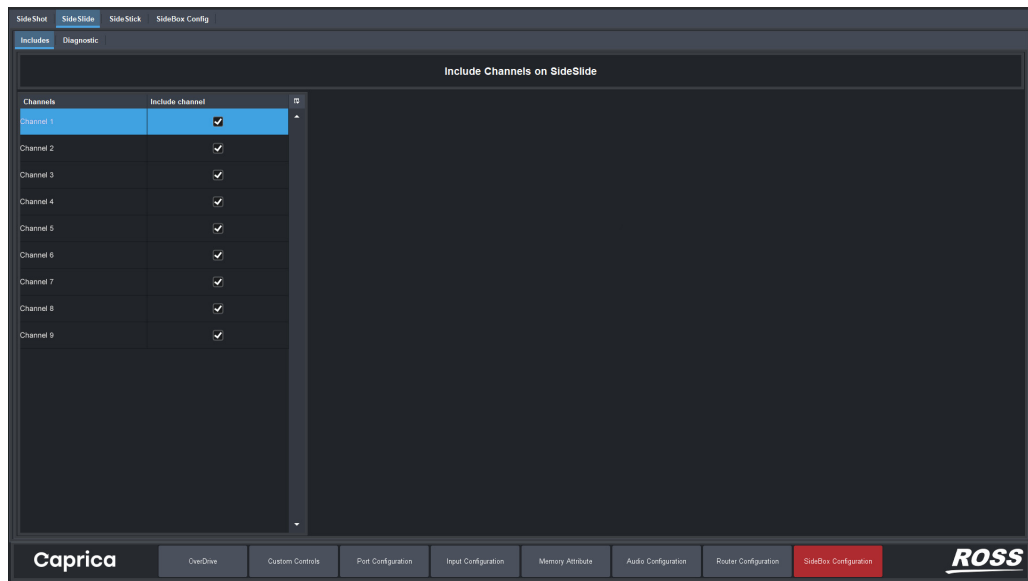 SideShot SideSlide SideStick SideBox Config
Includes Diagnostic
Include Channels on SideSlide
Channels Include channel
Channel 1
Channel 2
Channel 3
Channel 4
Channel 5
Channel 6
Channel 7
Channel 8
Channel 9
Caprica OverDrive Custom Controls Port Configuration Input Configuration Memory Attribute Audio Configuration Router Configuration SideBox Configuration ROSS